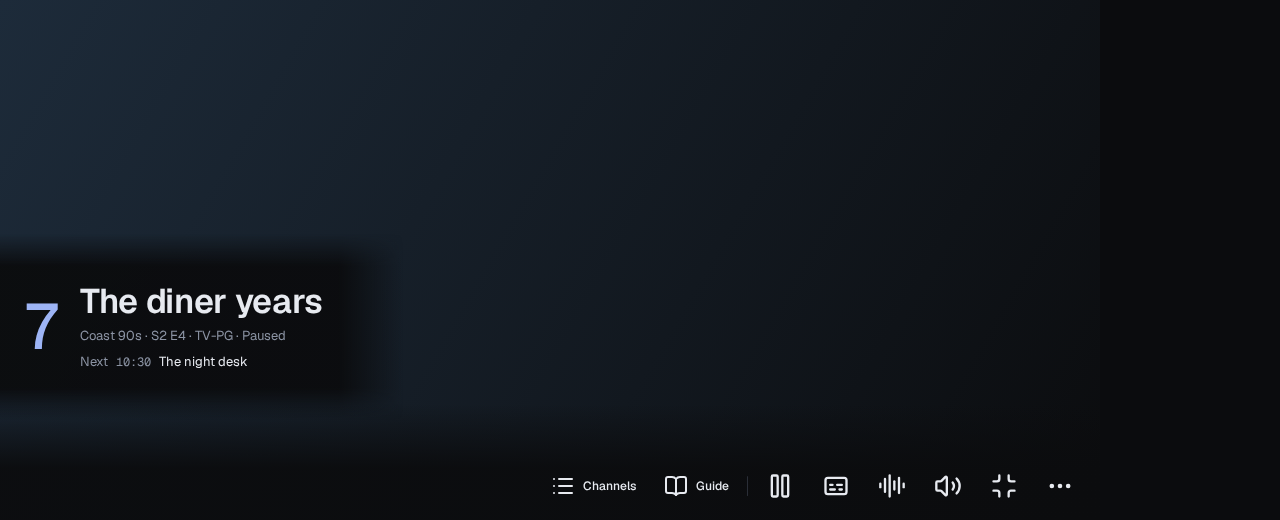 7
The diner years
Coast 90s · S2 E4 · TV-PG · Paused
Next 10:30 The night desk
Channels Guide